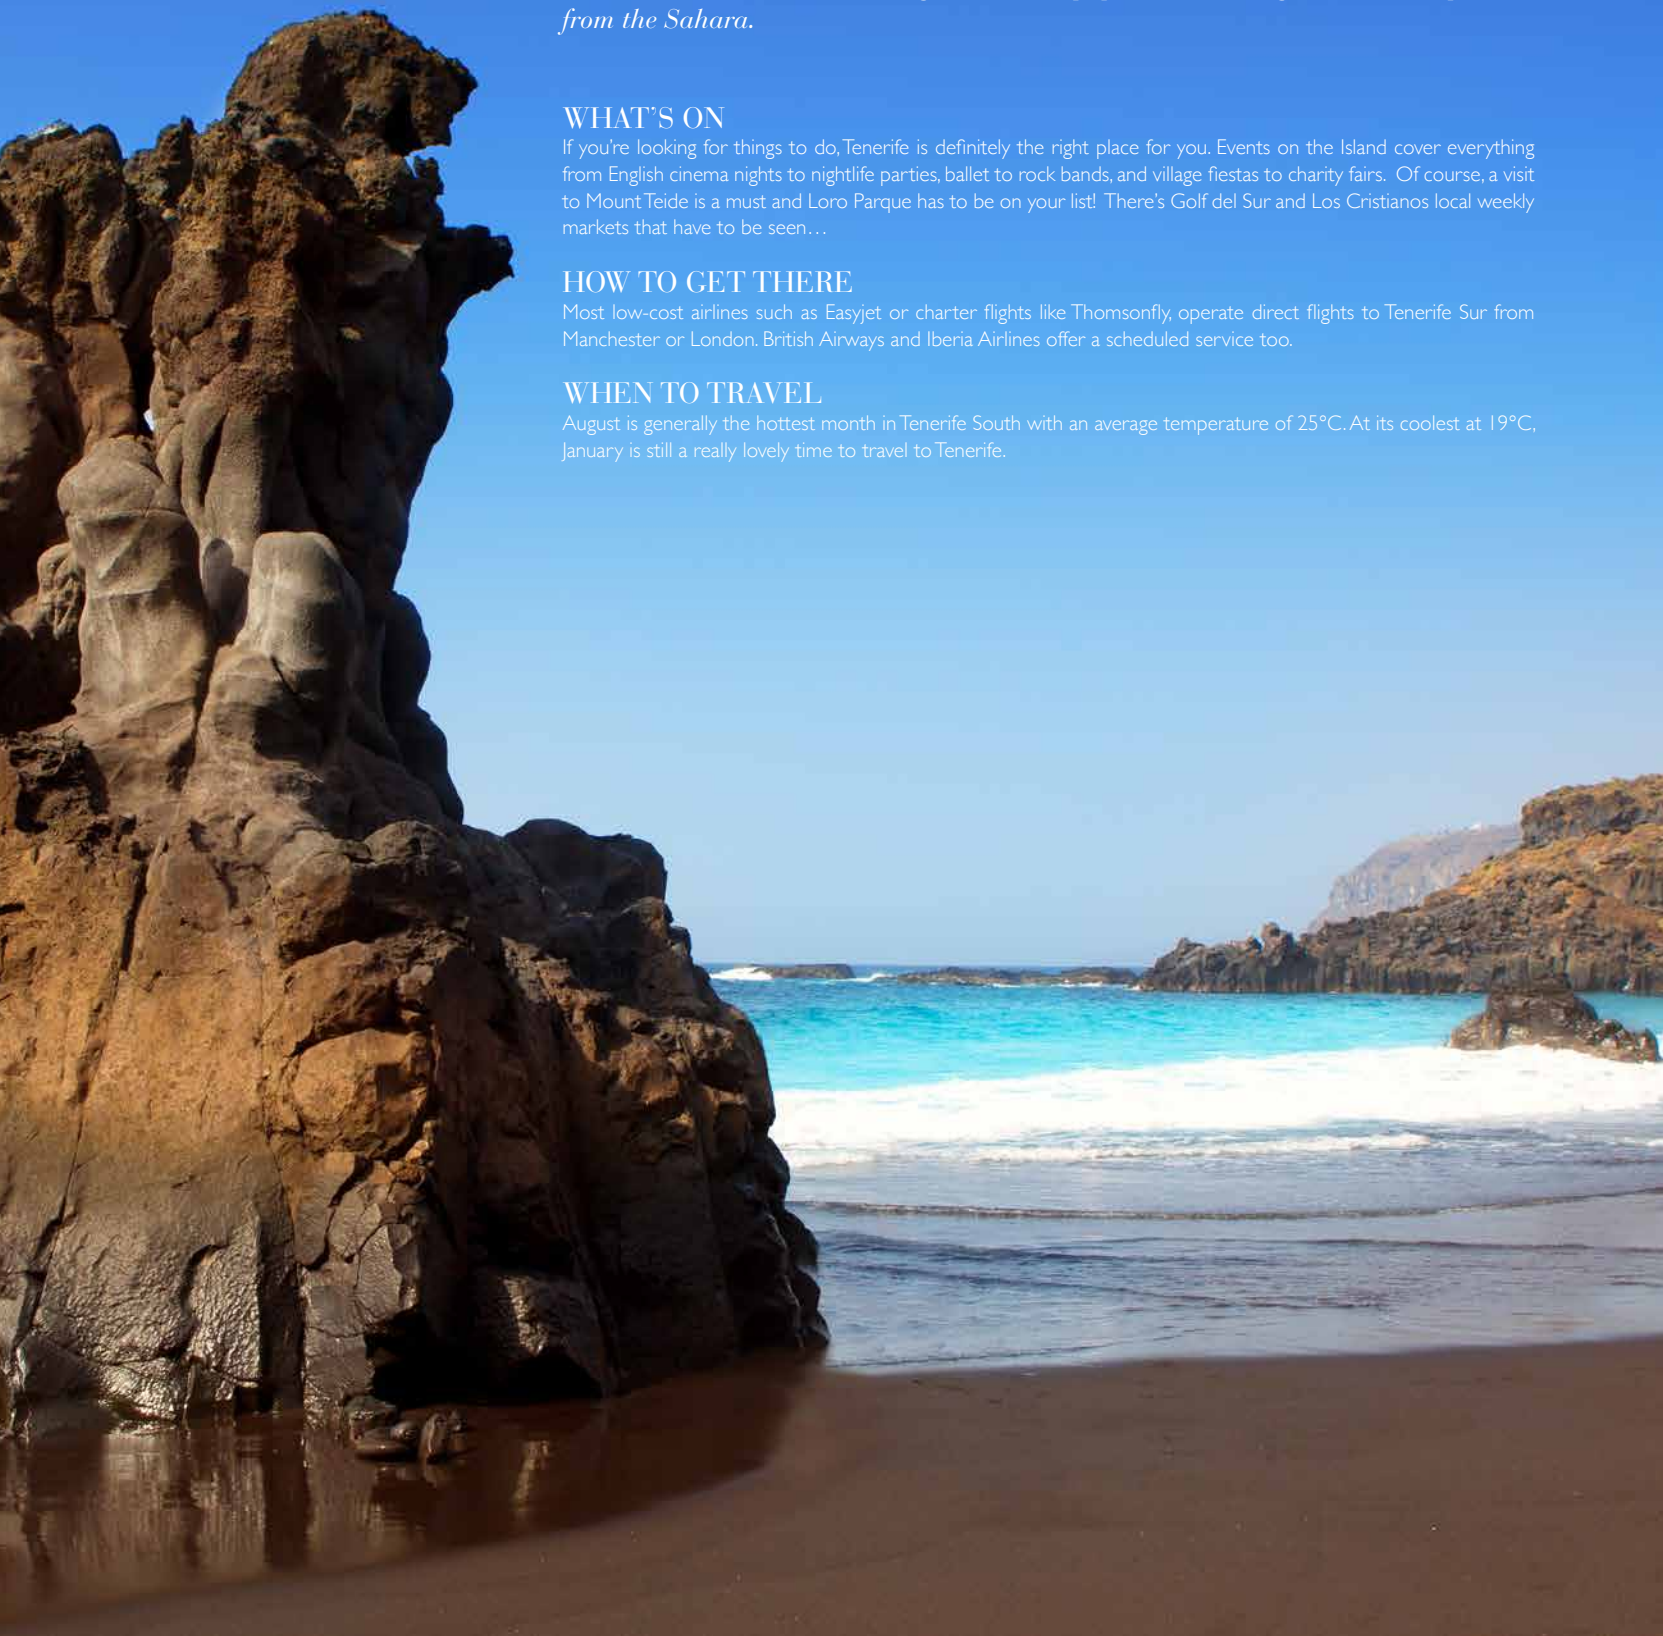 from the Sahara.
WHAT'S ON
If you're looking for things to do, Tenerife is definitely the right place for you. Events on the Island cover everything
from English cinema nights to nightlife parties, ballet to rock bands, and village fiestas to charity fairs. Of course, a visit
to Mount Teide is a must and Loro Parque has to be on your list! There's Golf del Sur and Los Cristianos local weekly
markets that have to be seen…
HOW TO GET THERE
Most low-cost airlines such as Easyjet or charter flights like Thomsonfly, operate direct flights to Tenerife Sur from
Manchester or London. British Airways and Iberia Airlines offer a scheduled service too.
WHEN TO TRAVEL
August is generally the hottest month in Tenerife South with an average temperature of 25°C. At its coolest at 19°C,
January is still a really lovely time to travel to Tenerife.